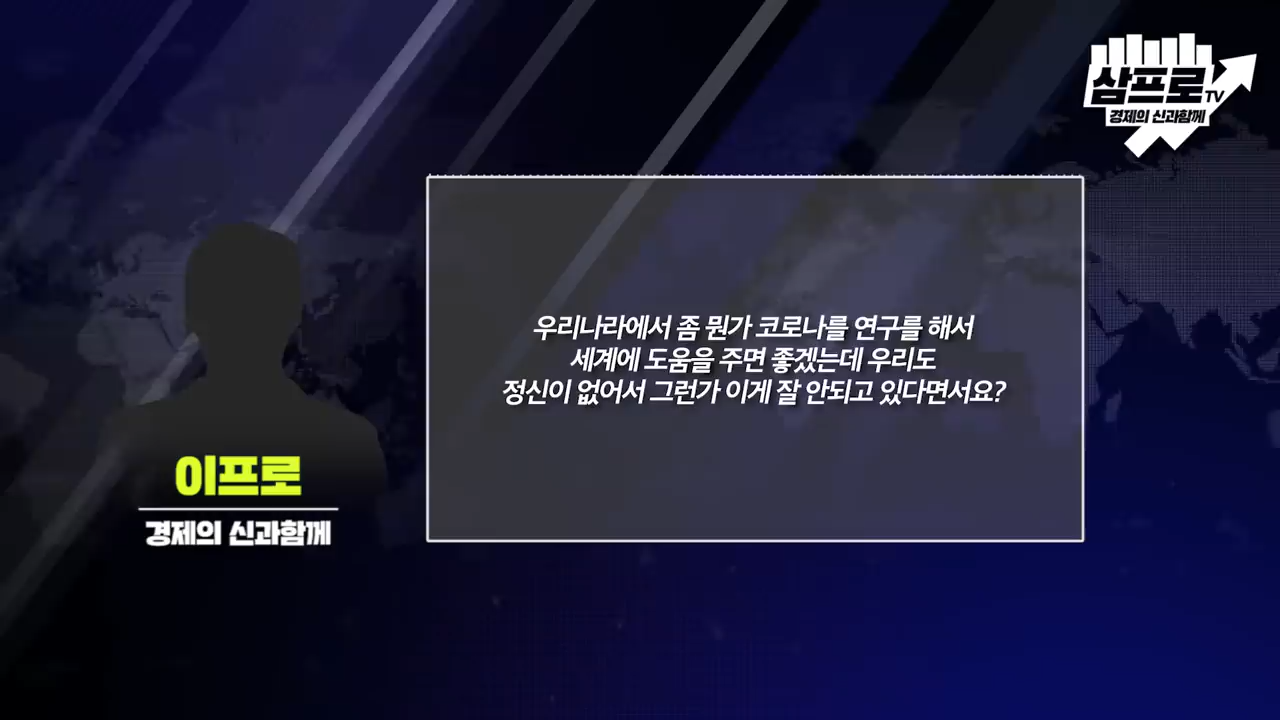 삼프로TV
경제의 신과함께
우리나라에서 좀 뭔가 코로나를 연구를 해서
세계에 도움을 주면 좋겠는데 우리도
정신이 없어서 그런가 이게 잘 안되고 있다면서요?
이프로
경제의 신과함께